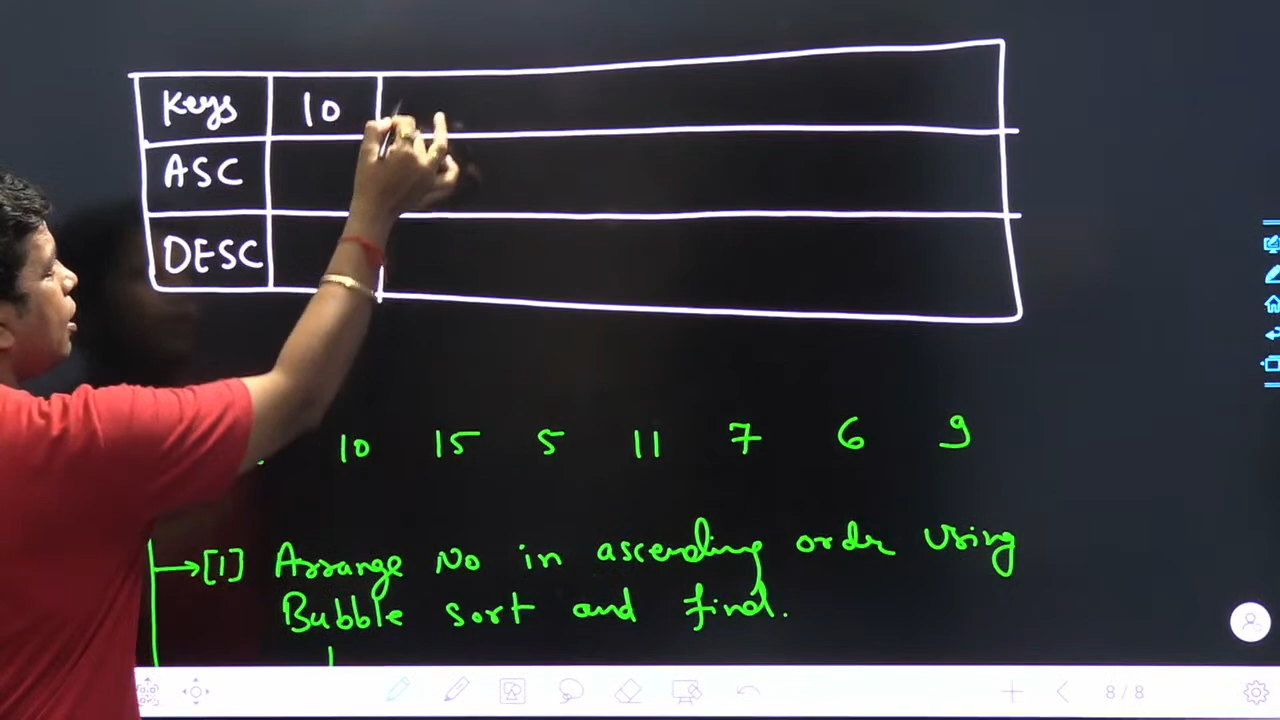 Keys 10
ASC
DESC
10 15 5 11 7 6 9
→[1] Arrange No in ascending order using
Bubble sort and find.
8/8